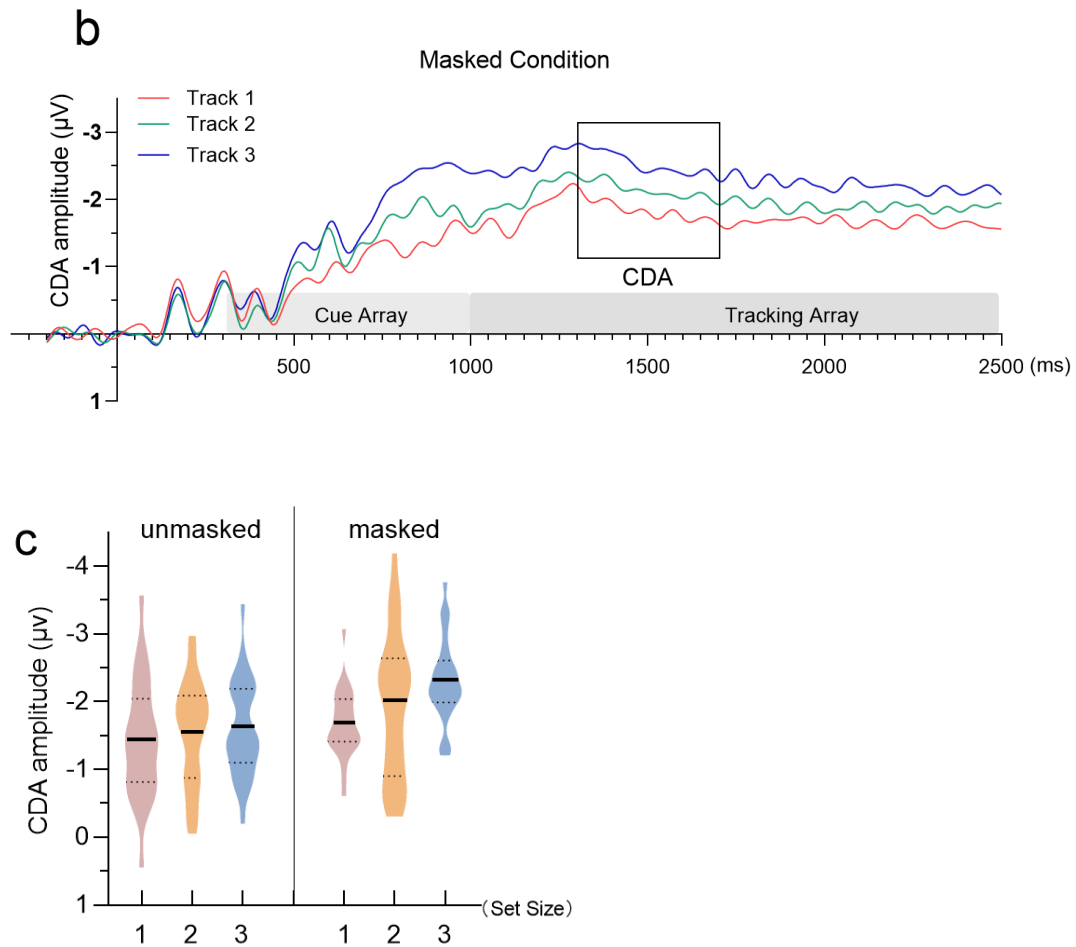 b
Masked Condition
CDA amplitude (μV)
Track 1
Track 2
Track 3
-3
-2
-1
1
CDA
Cue Array
Tracking Array
500
1000
1500
2000
2500 (ms)
c
unmasked
masked
CDA amplitude (μv)
-4
-3
-2
-1
0
1
1 2 3
1 2 3
(Set Size)